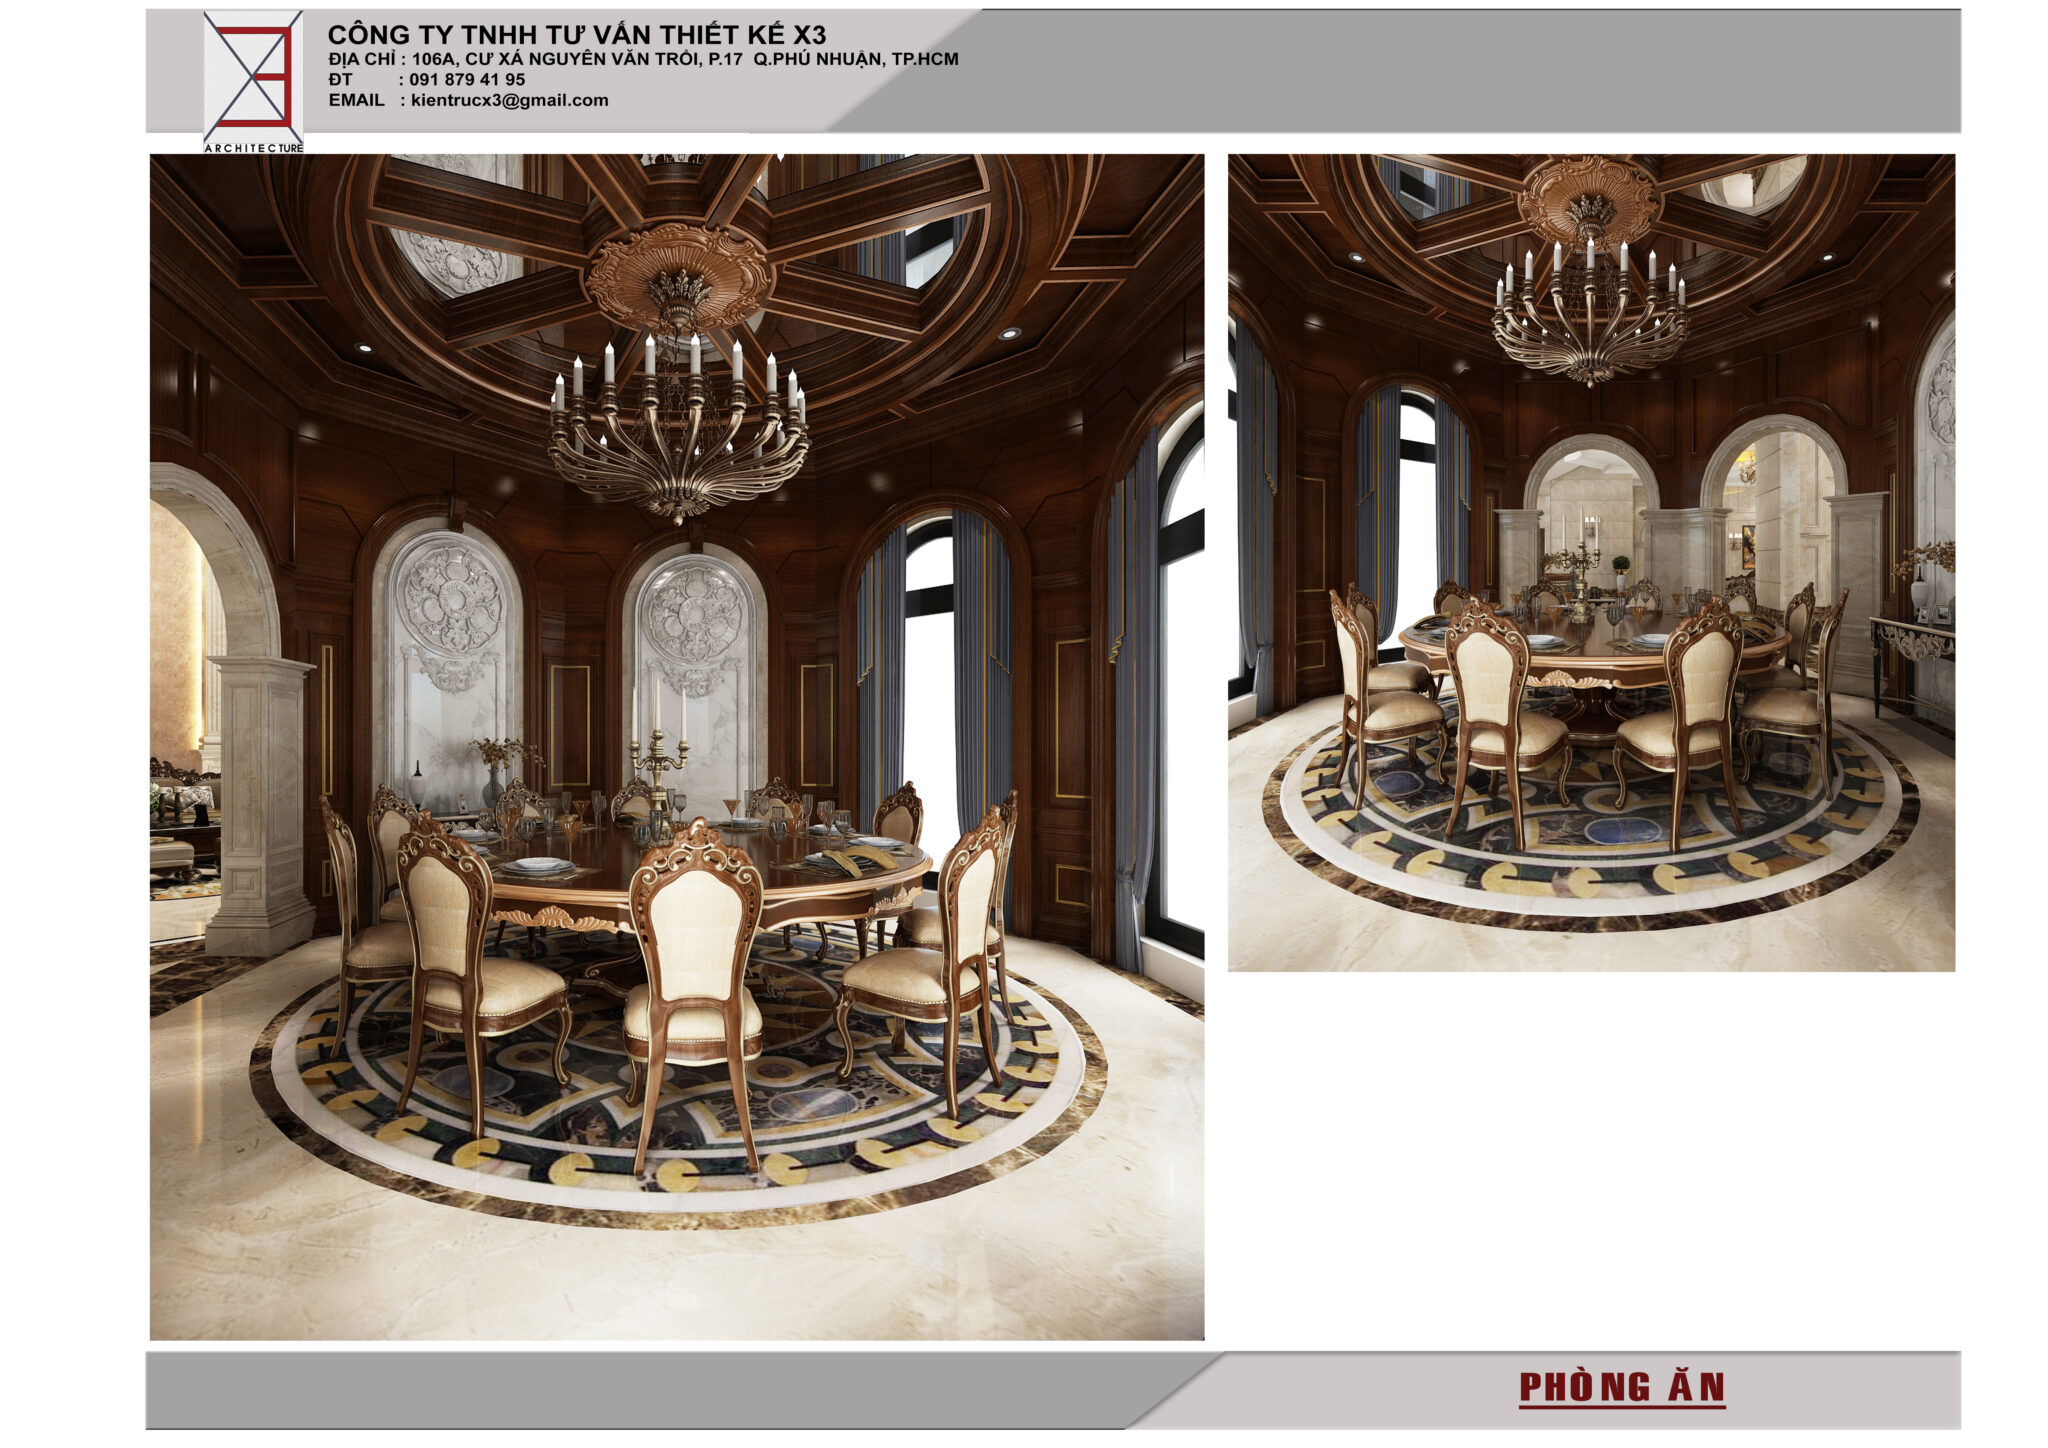 CÔNG TY TNHH TƯ VẤN THIẾT KẾ X3
ĐỊA CHỈ : 106A, CƯ XÁ NGUYỄN VĂN TRỖI, P.17 Q.PHÚ NHUẬN, TP.HCM
ĐT : 091 879 41 95
EMAIL : kientrucx3@gmail.com
ARCHITECTURE
PHÒNG ĂN